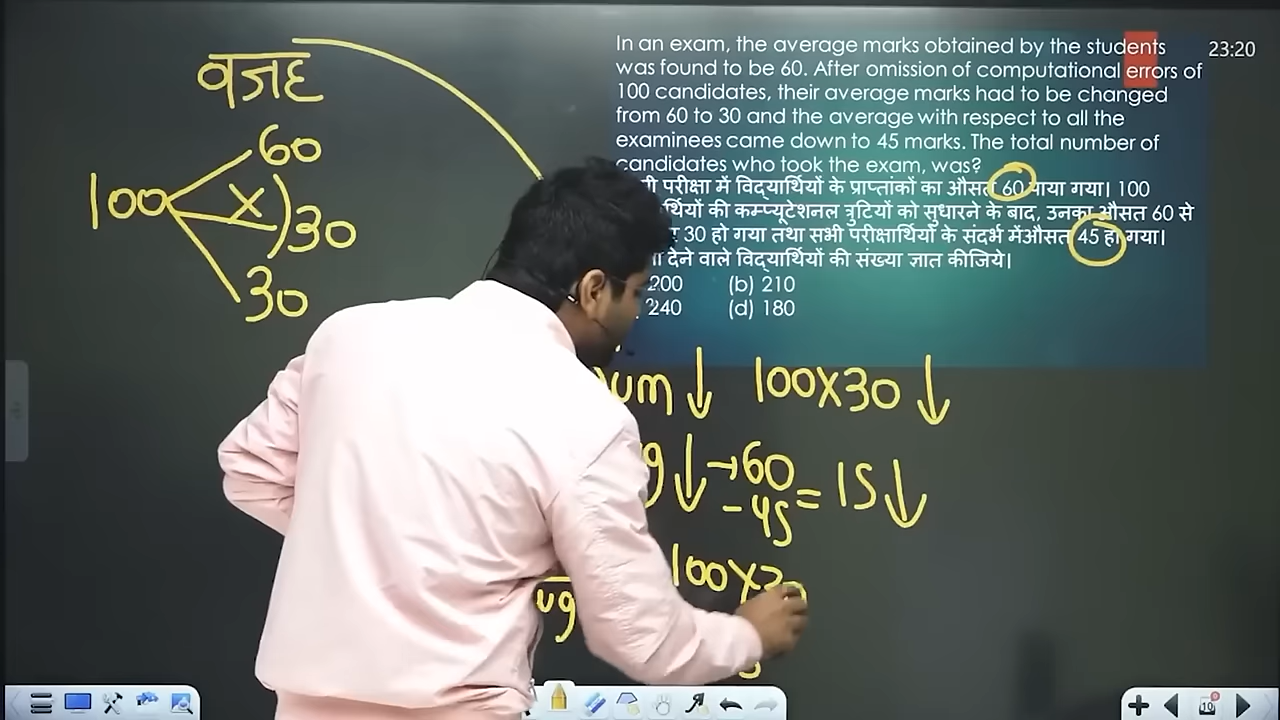 वजह
100
60
X
30
30
In an exam, the average marks obtained by the students
was found to be 60. After omission of computational errors of
100 candidates, their average marks had to be changed
from 60 to 30 and the average with respect to all the
examinees came down to 45 marks. The total number of
candidates who took the exam, was?
परीक्षा में विद्यार्थियों के प्राप्तांकों का औसत 60 पाया गया। 100
की कम्प्यूटेशनल त्रुटियों को सुधारने के बाद, उनका औसत 60 से
30 हो गया तथा सभी परीक्षार्थियों के संदर्भ मेंऔसत 45 हो गया।
देने वाले विद्यार्थियों की संख्या ज्ञात कीजिये।
200 (b) 210
240 (d) 180
23:20
um ↓ 100X30 ↓
g ↓ → 60
- 45 = 15 ↓
100X30
vg
10